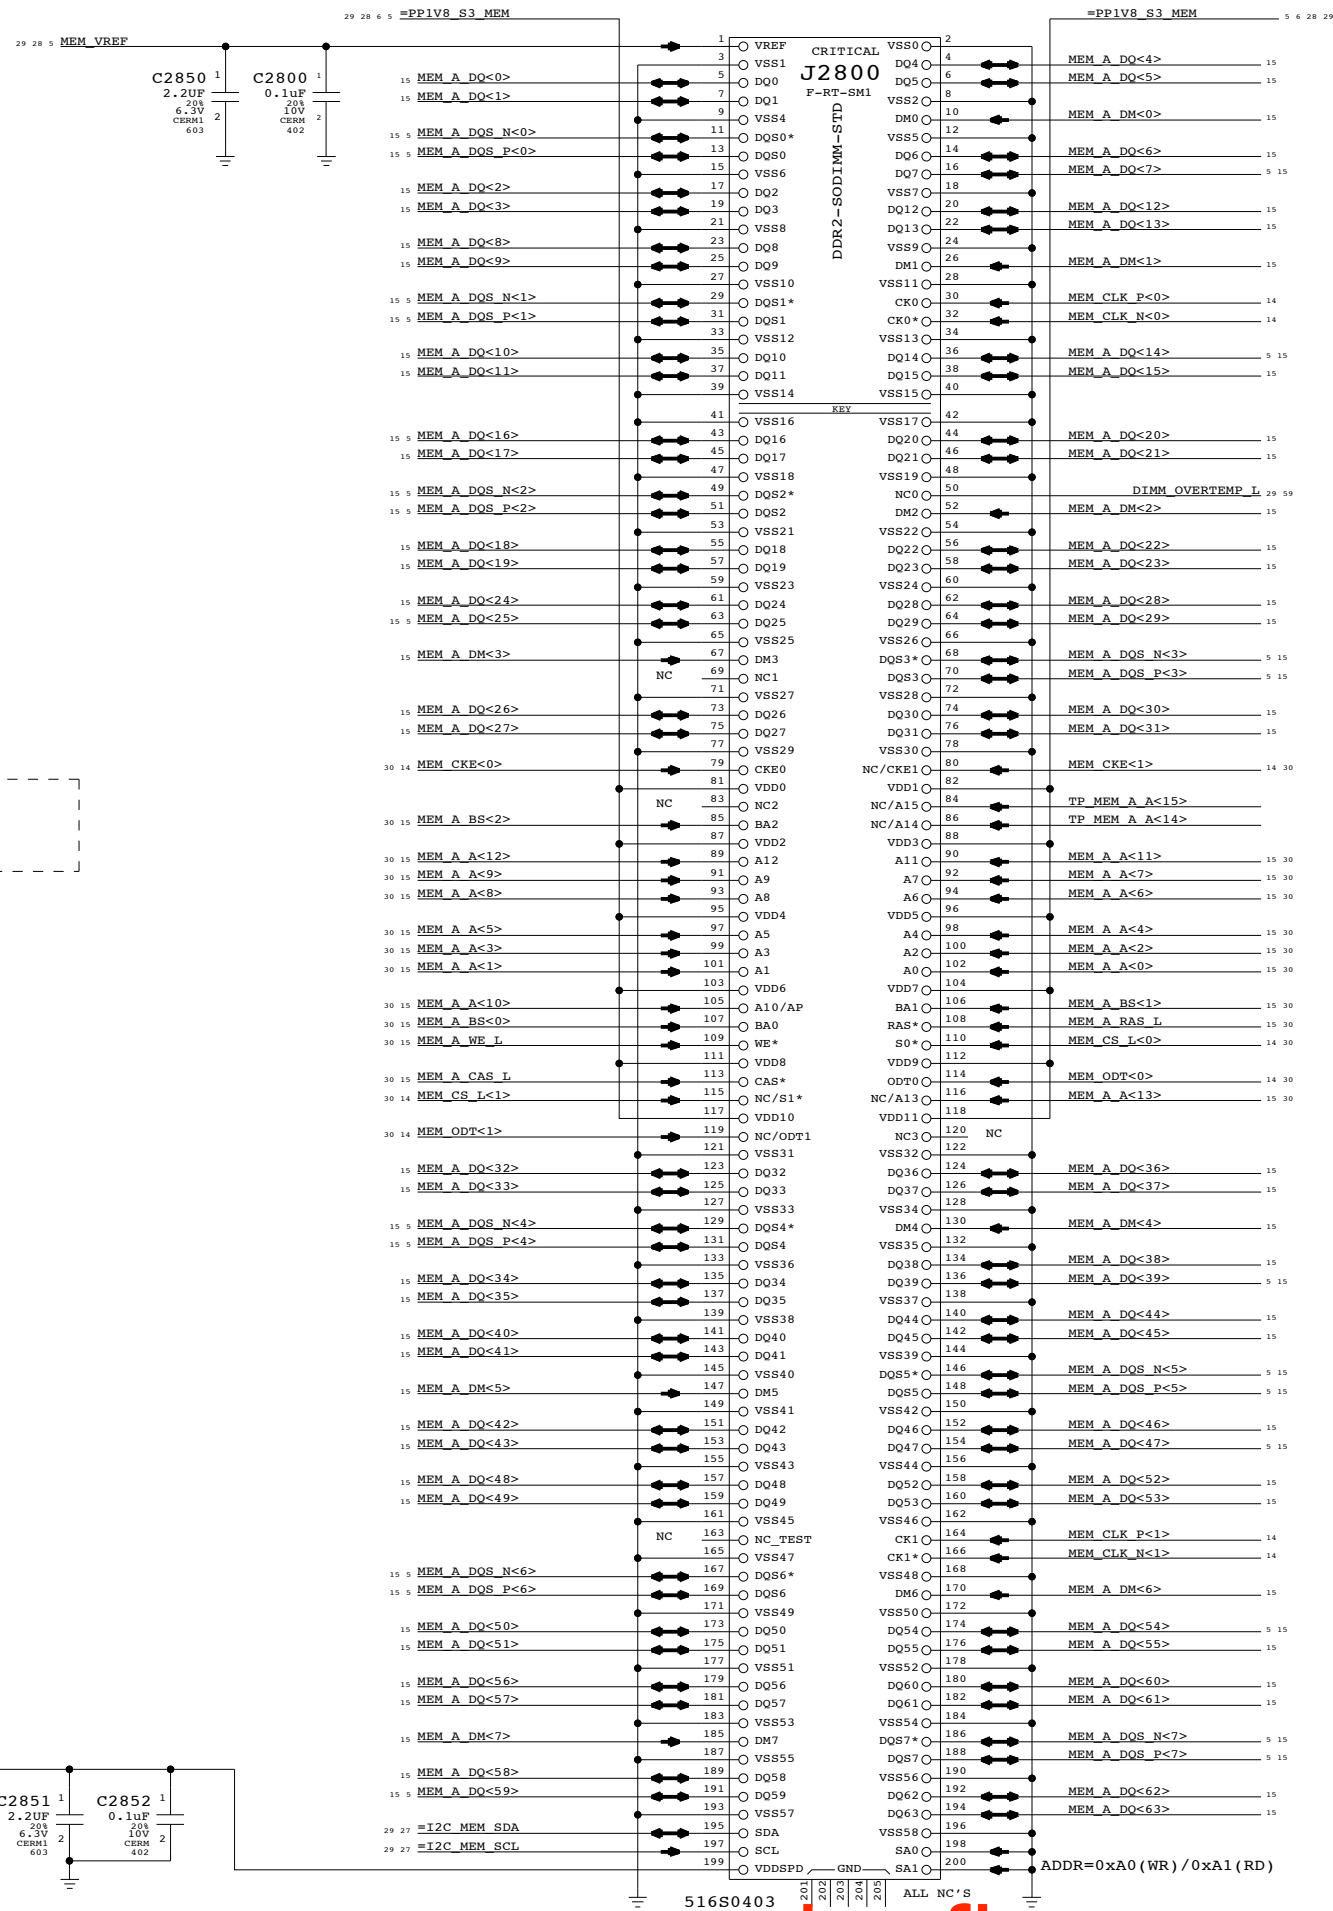 29 28 6 5 =PP1V8_S3_MEM
=PP1V8_S3_MEM 5 6 28 29
29 28 5 MEM_VREF
C2850 1
2.2UF
20%
6.3V
CERM1
603
2
C2800 1
0.1uF
20%
10V
CERM
402
2
CRITICAL
J2800
F-RT-SM1
DDR2-SODIMM-STD
1 VREF VSS0 2
3 VSS1 DQ4 4 MEM_A_DQ<4> 15
15 MEM_A_DQ<0> 5 DQ0 DQ5 6 MEM_A_DQ<5> 15
15 MEM_A_DQ<1> 7 DQ1 VSS2 8
9 VSS4 DM0 10 MEM_A_DM<0> 15
15 5 MEM_A_DQS_N<0> 11 DQS0* VSS5 12
15 5 MEM_A_DQS_P<0> 13 DQS0 DQ6 14 MEM_A_DQ<6> 15
15 VSS6 DQ7 16 MEM_A_DQ<7> 5 15
15 MEM_A_DQ<2> 17 DQ2 VSS7 18
15 MEM_A_DQ<3> 19 DQ3 DQ12 20 MEM_A_DQ<12> 15
21 VSS8 DQ13 22 MEM_A_DQ<13> 15
15 MEM_A_DQ<8> 23 DQ8 VSS9 24
15 MEM_A_DQ<9> 25 DQ9 DM1 26 MEM_A_DM<1> 15
27 VSS10 VSS11 28
15 5 MEM_A_DQS_N<1> 29 DQS1* CK0 30 MEM_CLK_P<0> 14
15 5 MEM_A_DQS_P<1> 31 DQS1 CK0* 32 MEM_CLK_N<0> 14
33 VSS12 VSS13 34
15 MEM_A_DQ<10> 35 DQ10 DQ14 36 MEM_A_DQ<14> 5 15
15 MEM_A_DQ<11> 37 DQ11 DQ15 38 MEM_A_DQ<15> 15
39 VSS14 VSS15 40
KEY
41 VSS16 VSS17 42
15 5 MEM_A_DQ<16> 43 DQ16 DQ20 44 MEM_A_DQ<20> 15
15 MEM_A_DQ<17> 45 DQ17 DQ21 46 MEM_A_DQ<21> 15
47 VSS18 VSS19 48
15 5 MEM_A_DQS_N<2> 49 DQS2* NC0 50 DIMM_OVERTEMP_L 29 59
15 5 MEM_A_DQS_P<2> 51 DQS2 DM2 52 MEM_A_DM<2> 15
53 VSS21 VSS22 54
15 MEM_A_DQ<18> 55 DQ18 DQ22 56 MEM_A_DQ<22> 15
15 MEM_A_DQ<19> 57 DQ19 DQ23 58 MEM_A_DQ<23> 15
59 VSS23 VSS24 60
15 MEM_A_DQ<24> 61 DQ24 DQ28 62 MEM_A_DQ<28> 15
15 5 MEM_A_DQ<25> 63 DQ25 DQ29 64 MEM_A_DQ<29> 15
65 VSS25 VSS26 66
15 MEM_A_DM<3> 67 DM3 DQS3* 68 MEM_A_DQS_N<3> 5 15
NC 69 NC1 DQS3 70 MEM_A_DQS_P<3> 5 15
71 VSS27 VSS28 72
15 MEM_A_DQ<26> 73 DQ26 DQ30 74 MEM_A_DQ<30> 15
15 MEM_A_DQ<27> 75 DQ27 DQ31 76 MEM_A_DQ<31> 15
77 VSS29 VSS30 78
30 14 MEM_CKE<0> 79 CKE0 NC/CKE1 80 MEM_CKE<1> 14 30
81 VDD0 VDD1 82
NC 83 NC2 NC/A15 84 TP_MEM_A_A<15>
30 15 MEM_A_BS<2> 85 BA2 NC/A14 86 TP_MEM_A_A<14>
87 VDD2 VDD3 88
30 15 MEM_A_A<12> 89 A12 A11 90 MEM_A_A<11> 15 30
30 15 MEM_A_A<9> 91 A9 A7 92 MEM_A_A<7> 15 30
30 15 MEM_A_A<8> 93 A8 A6 94 MEM_A_A<6> 15 30
95 VDD4 VDD5 96
30 15 MEM_A_A<5> 97 A5 A4 98 MEM_A_A<4> 15 30
30 15 MEM_A_A<3> 99 A3 A2 100 MEM_A_A<2> 15 30
30 15 MEM_A_A<1> 101 A1 A0 102 MEM_A_A<0> 15 30
103 VDD6 VDD7 104
30 15 MEM_A_A<10> 105 A10/AP BA1 106 MEM_A_BS<1> 15 30
30 15 MEM_A_BS<0> 107 BA0 RAS* 108 MEM_A_RAS_L 15 30
30 15 MEM_A_WE_L 109 WE* S0* 110 MEM_CS_L<0> 14 30
111 VDD8 VDD9 112
30 15 MEM_A_CAS_L 113 CAS* ODT0 114 MEM_ODT<0> 14 30
30 14 MEM_CS_L<1> 115 NC/S1* NC/A13 116 MEM_A_A<13> 15 30
117 VDD10 VDD11 118
30 14 MEM_ODT<1> 119 NC/ODT1 NC3 120 NC
121 VSS31 VSS32 122
15 MEM_A_DQ<32> 123 DQ32 DQ36 124 MEM_A_DQ<36> 15
15 MEM_A_DQ<33> 125 DQ33 DQ37 126 MEM_A_DQ<37> 15
127 VSS33 VSS34 128
15 5 MEM_A_DQS_N<4> 129 DQS4* DM4 130 MEM_A_DM<4> 15
15 5 MEM_A_DQS_P<4> 131 DQS4 VSS35 132
133 VSS36 DQ38 134 MEM_A_DQ<38> 15
15 MEM_A_DQ<34> 135 DQ34 DQ39 136 MEM_A_DQ<39> 5 15
15 MEM_A_DQ<35> 137 DQ35 VSS37 138
139 VSS38 DQ44 140 MEM_A_DQ<44> 15
15 MEM_A_DQ<40> 141 DQ40 DQ45 142 MEM_A_DQ<45> 15
15 MEM_A_DQ<41> 143 DQ41 VSS39 144
145 VSS40 DQS5* 146 MEM_A_DQS_N<5> 5 15
15 MEM_A_DM<5> 147 DM5 DQS5 148 MEM_A_DQS_P<5> 5 15
149 VSS41 VSS42 150
15 MEM_A_DQ<42> 151 DQ42 DQ46 152 MEM_A_DQ<46> 15
15 MEM_A_DQ<43> 153 DQ43 DQ47 154 MEM_A_DQ<47> 5 15
155 VSS43 VSS44 156
15 MEM_A_DQ<48> 157 DQ48 DQ52 158 MEM_A_DQ<52> 15
15 MEM_A_DQ<49> 159 DQ49 DQ53 160 MEM_A_DQ<53> 15
161 VSS45 VSS46 162
NC 163 NC_TEST CK1 164 MEM_CLK_P<1> 14
165 VSS47 CK1* 166 MEM_CLK_N<1> 14
15 5 MEM_A_DQS_N<6> 167 DQS6* VSS48 168
15 5 MEM_A_DQS_P<6> 169 DQS6 DM6 170 MEM_A_DM<6> 15
171 VSS49 VSS50 172
15 MEM_A_DQ<50> 173 DQ50 DQ54 174 MEM_A_DQ<54> 5 15
15 MEM_A_DQ<51> 175 DQ51 DQ55 176 MEM_A_DQ<55> 15
177 VSS51 VSS52 178
15 MEM_A_DQ<56> 179 DQ56 DQ60 180 MEM_A_DQ<60> 15
15 MEM_A_DQ<57> 181 DQ57 DQ61 182 MEM_A_DQ<61> 15
183 VSS53 VSS54 184
15 MEM_A_DM<7> 185 DM7 DQS7* 186 MEM_A_DQS_N<7> 5 15
187 VSS55 DQS7 188 MEM_A_DQS_P<7> 5 15
15 MEM_A_DQ<58> 189 DQ58 VSS56 190
15 5 MEM_A_DQ<59> 191 DQ59 DQ62 192 MEM_A_DQ<62> 15
193 VSS57 DQ63 194 MEM_A_DQ<63> 15
29 27 =I2C_MEM_SDA 195 SDA VSS58 196
29 27 =I2C_MEM_SCL 197 SCL SA0 198
199 VDDSPD GND SA1 200 ADDR=0xA0(WR)/0xA1(RD)
C2851 1
2.2UF
20%
6.3V
CERM1
603
2
C2852 1
0.1uF
20%
10V
CERM
402
2
201 202 203 204 205
516S0403
ALL NC'S